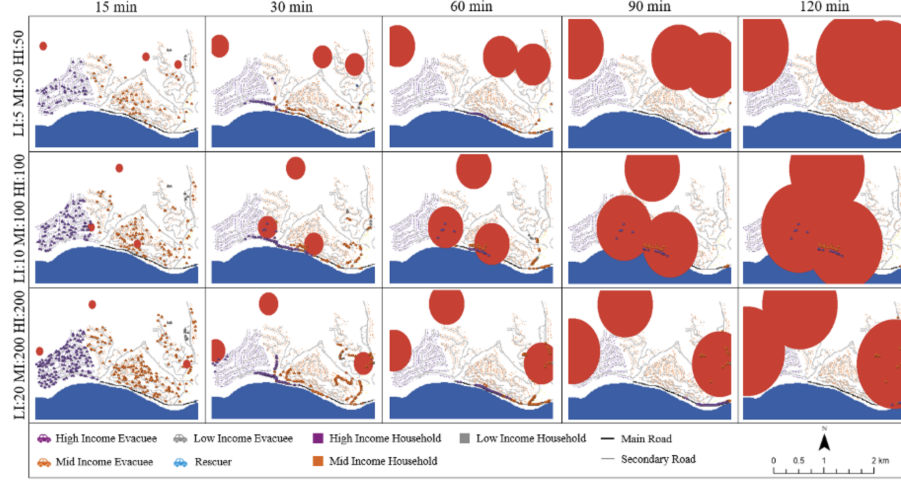 15 min 30 min 60 min 90 min 120 min
LI:5 MI:50 HI:50
LI:10 MI:100 HI:100
LI:20 MI:200 HI:200
High Income Evacuee Low Income Evacuee High Income Household Low Income Household Main Road
Mid Income Evacuee Rescuer Mid Income Household Secondary Road
N
0 0.5 1 2 km